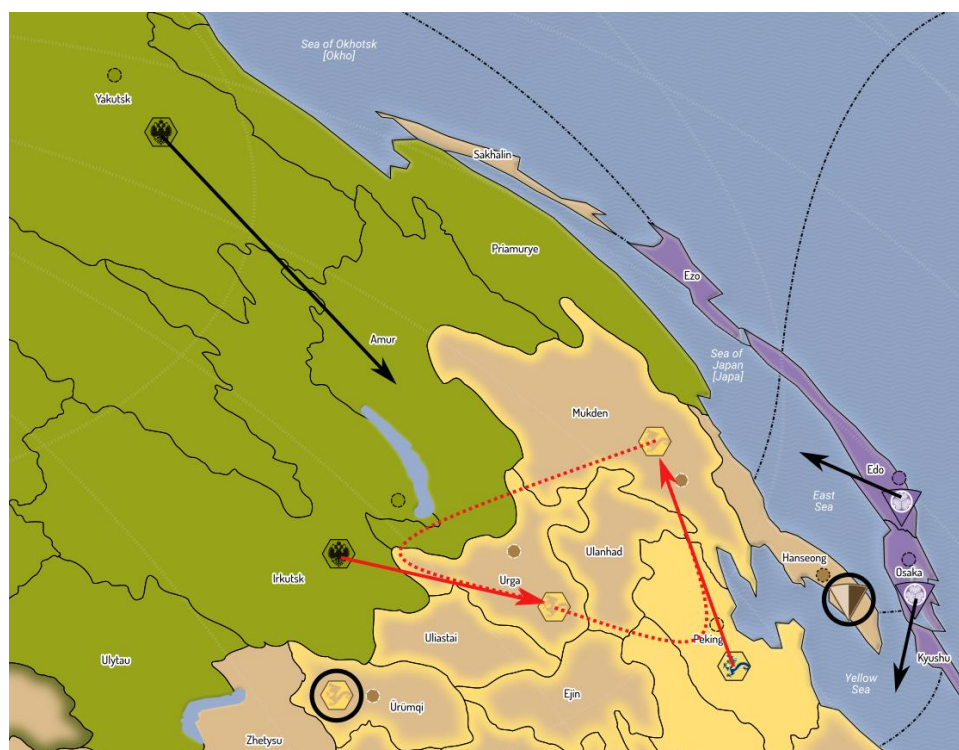 Sea of Okhotsk
[Okho]
Yakutsk
Sakhalin
Priamurye
Ezo
Amur
Sea of
Japan
[Japa]
Mukden
Edo
East
Sea
Hanseong
Ulanhad
Osaka
Irkutsk
Urga
Peking
Uliastai
Kyushu
Ulytau
Yellow
Sea
Ejin
Ürümqi
Zhetysu